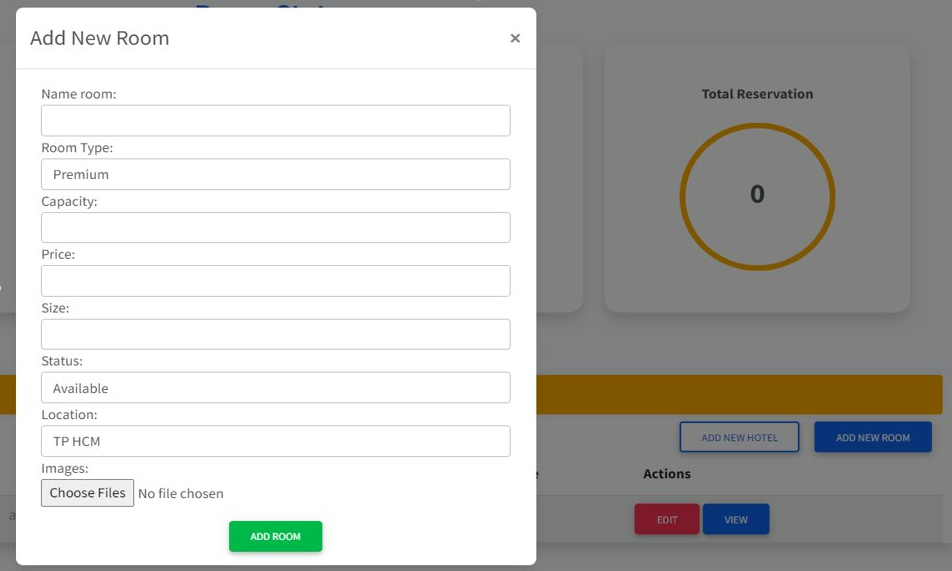 Add New Room
×
Name room:
Room Type:
Premium
Capacity:
Price:
Size:
Status:
Available
Location:
TP HCM
Images:
Choose Files No file chosen
ADD ROOM
Total Reservation
0
ADD NEW HOTEL
ADD NEW ROOM
Actions
EDIT
VIEW